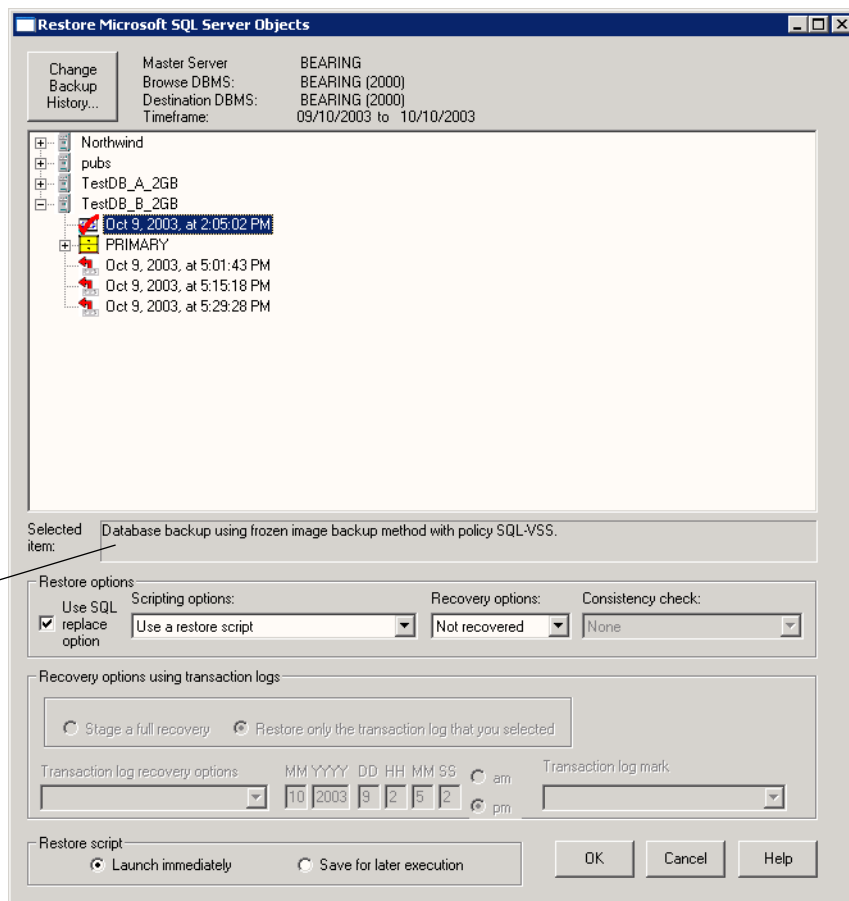 Restore Microsoft SQL Server Objects
Change Backup History...
Master Server BEARING
Browse DBMS: BEARING (2000)
Destination DBMS: BEARING (2000)
Timeframe: 09/10/2003 to 10/10/2003
Northwind
pubs
TestDB_A_2GB
TestDB_B_2GB
Oct 9, 2003, at 2:05:02 PM
PRIMARY
Oct 9, 2003, at 5:01:43 PM
Oct 9, 2003, at 5:15:18 PM
Oct 9, 2003, at 5:29:28 PM
Selected item: Database backup using frozen image backup method with policy SQL-VSS.
Restore options
Use SQL replace option
Scripting options: Recovery options: Consistency check:
Use a restore script Not recovered None
Recovery options using transaction logs
Stage a full recovery Restore only the transaction log that you selected
Transaction log recovery options MM YYYY DD HH MM SS am Transaction log mark
10 2003 9 2 5 2 pm
Restore script
Launch immediately Save for later execution OK Cancel Help